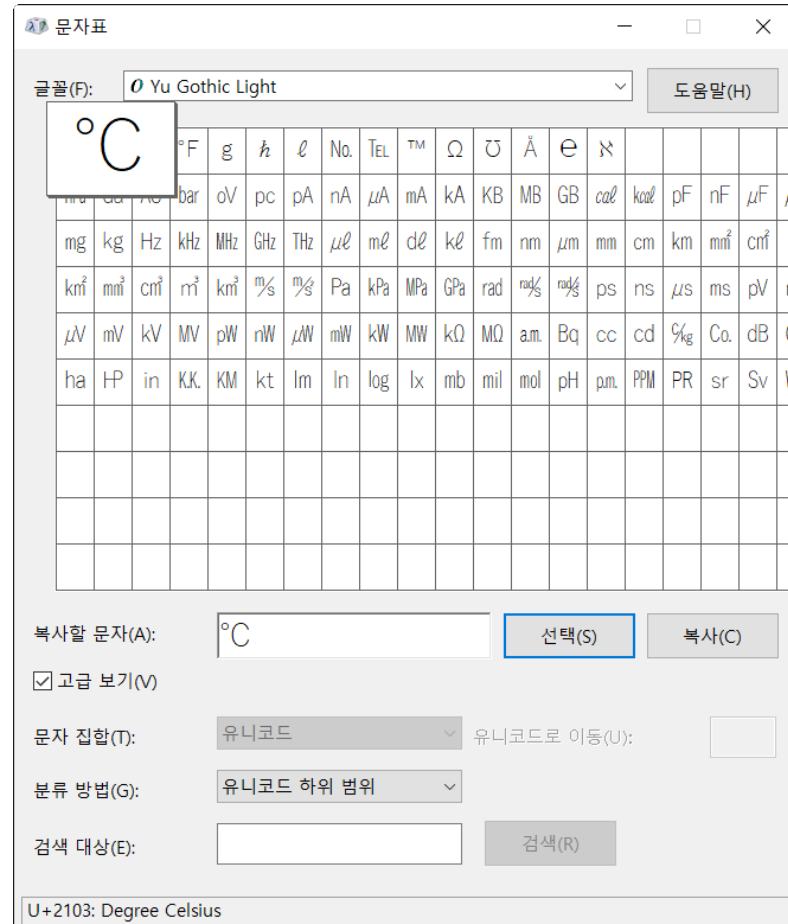 문자표
글꼴(F): Yu Gothic Light 도움말(H)
℃
°F g ℎ ℓ No. TEL ™ Ω ℧ Å ℮ ℵ
bar oV pc pA nA μA mA kA KB MB GB cal kcal pF nF μF
mg kg Hz kHz MHz GHz THz μℓ mℓ dℓ kℓ fm nm μm mm cm km mm² cm²
km² mm³ cm³ m³ km³ m/s m/s² Pa kPa MPa GPa rad rad/s rad/s² ps ns μs ms pV
μV mV kV MV pW nW μW mW kW MW kΩ MΩ a.m. Bq cc cd C/kg Co. dB
ha HP in K.K. KM kt lm ln log lx mb mil mol pH p.m. PPM PR sr Sv
복사할 문자(A): ℃ 선택(S) 복사(C)
고급 보기(V)
문자 집합(T): 유니코드 유니코드로 이동(U):
분류 방법(G): 유니코드 하위 범위
검색 대상(E): 검색(R)
U+2103: Degree Celsius